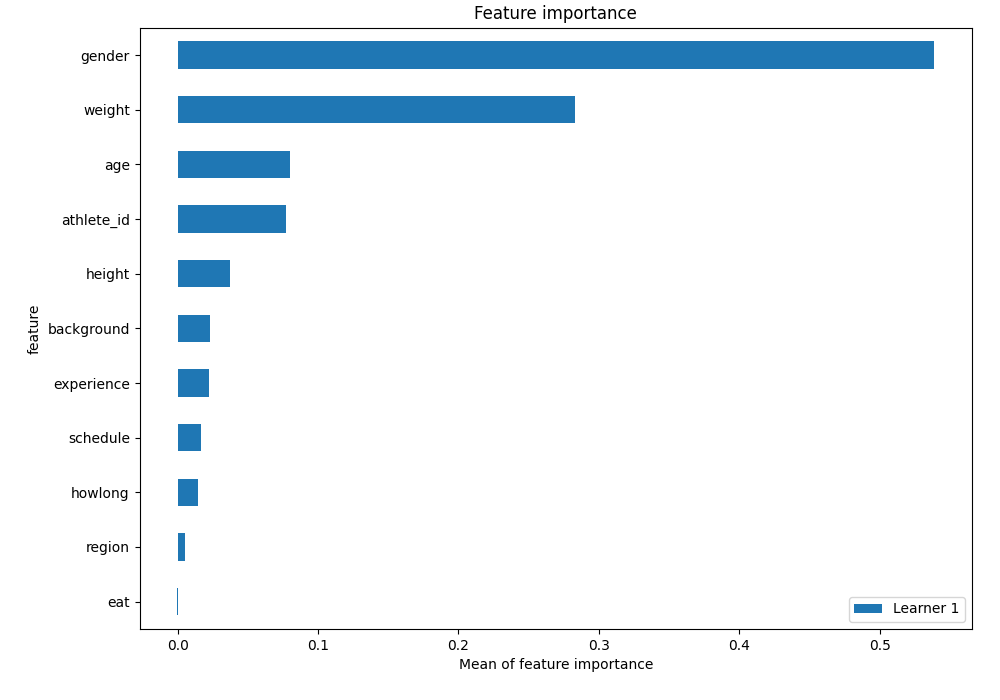 Feature importance
gender
weight
age
athlete_id
height
background
experience
schedule
howlong
region
eat
feature
0.0 0.1 0.2 0.3 0.4 0.5
Mean of feature importance
Learner 1